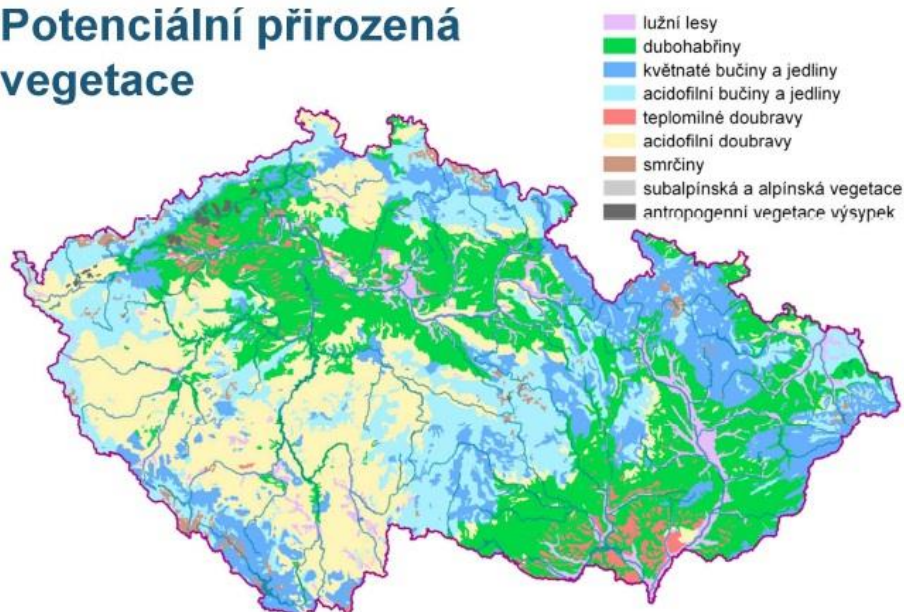 Potenciální přirozená
vegetace
lužní lesy
dubohabřiny
květnaté bučiny a jedliny
acidofilní bučiny a jedliny
teplomilné doubravy
acidofilní doubravy
smrčiny
subalpínská a alpínská vegetace
antropogenní vegetace výsypek